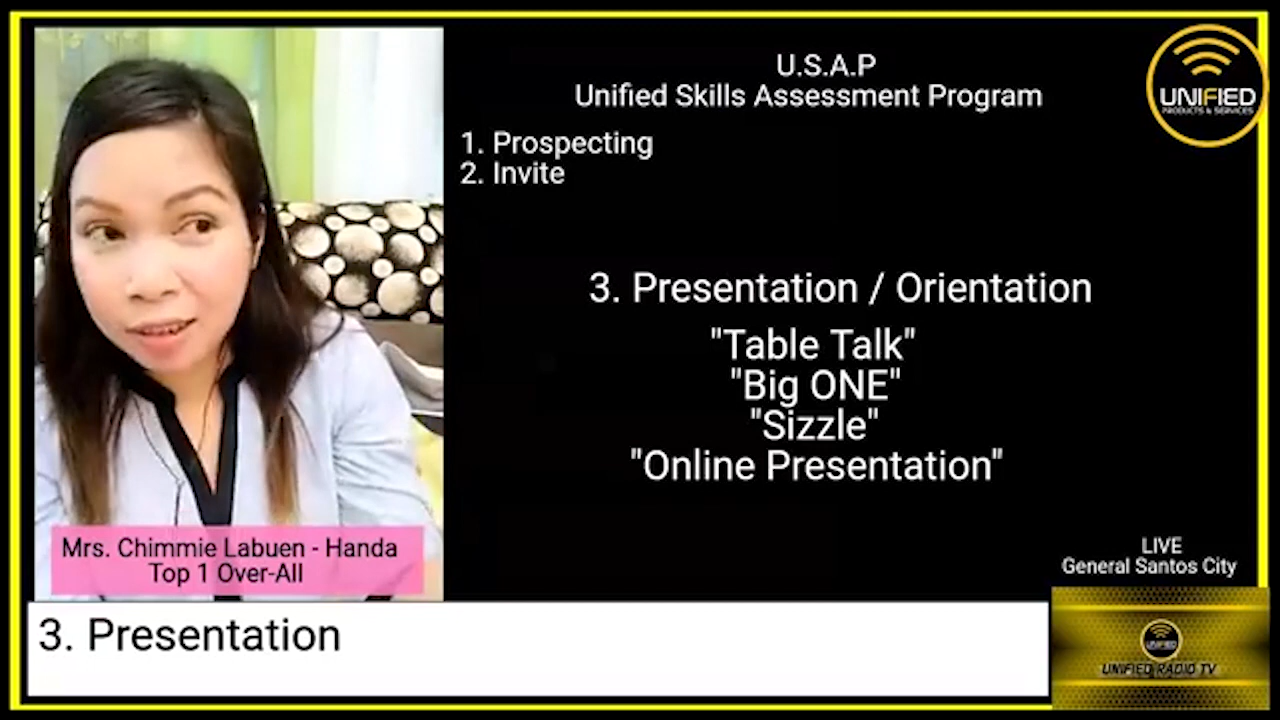 U.S.A.P
Unified Skills Assessment Program
UNIFIED
PRODUCTS & SERVICES
1. Prospecting
2. Invite
3. Presentation / Orientation
"Table Talk"
"Big ONE"
"Sizzle"
"Online Presentation"
Mrs. Chimmie Labuen - Handa
Top 1 Over-All
LIVE
General Santos City
3. Presentation
UNIFIED
UNIFIED RADIO TV